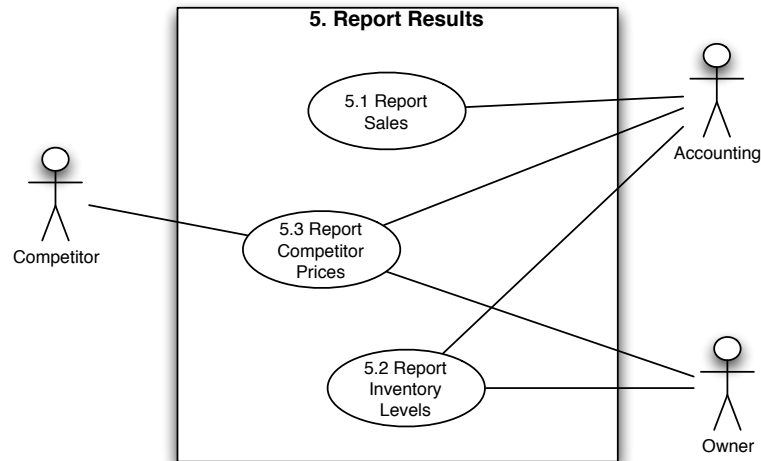 5. Report Results
5.1 Report
Sales
Accounting
5.3 Report
Competitor
Prices
Competitor
5.2 Report
Inventory
Levels
Owner